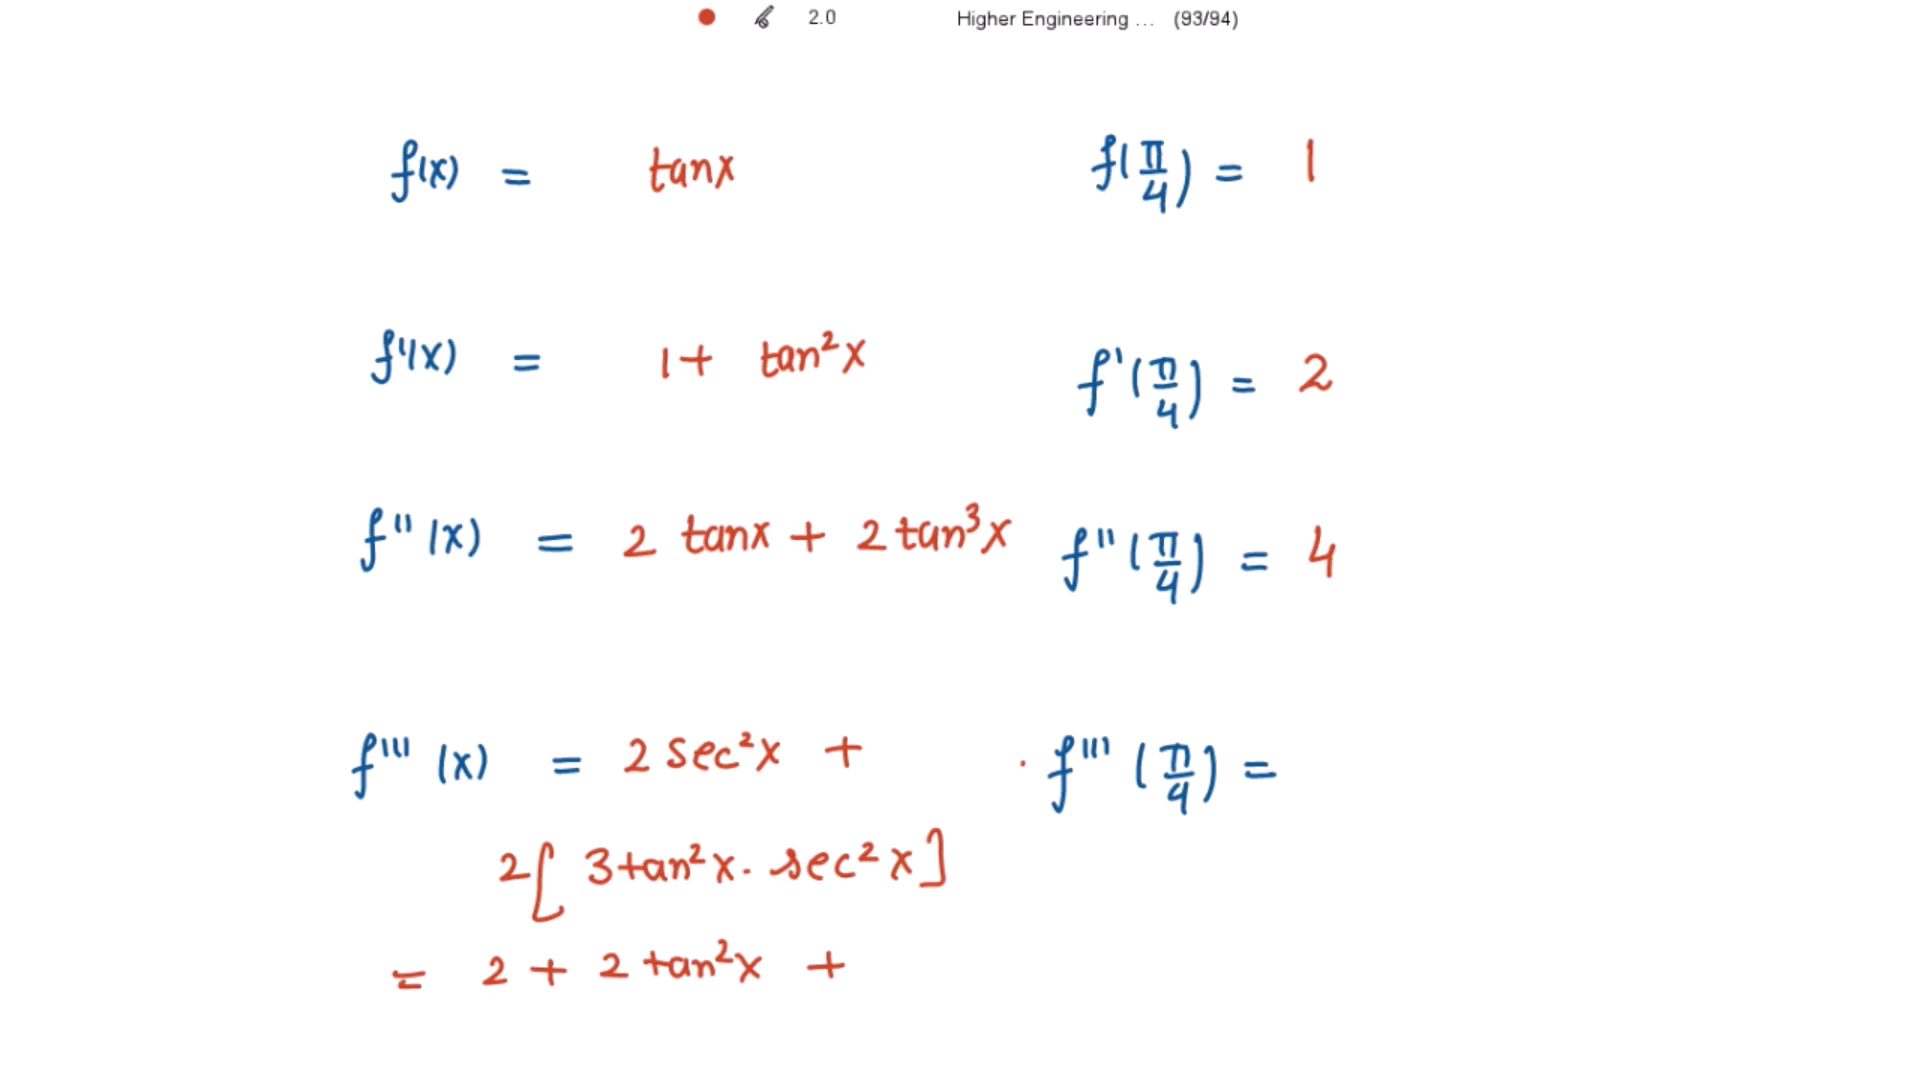 2.0 Higher Engineering ... (93/94)
f(x) = tanx f(π/4) = 1
f'(x) = 1 + tan²x f'(π/4) = 2
f''(x) = 2 tanx + 2 tan³x f''(π/4) = 4
f'''(x) = 2 sec²x + f'''(π/4) =
2[ 3tan²x. sec²x]
= 2 + 2 tan²x +